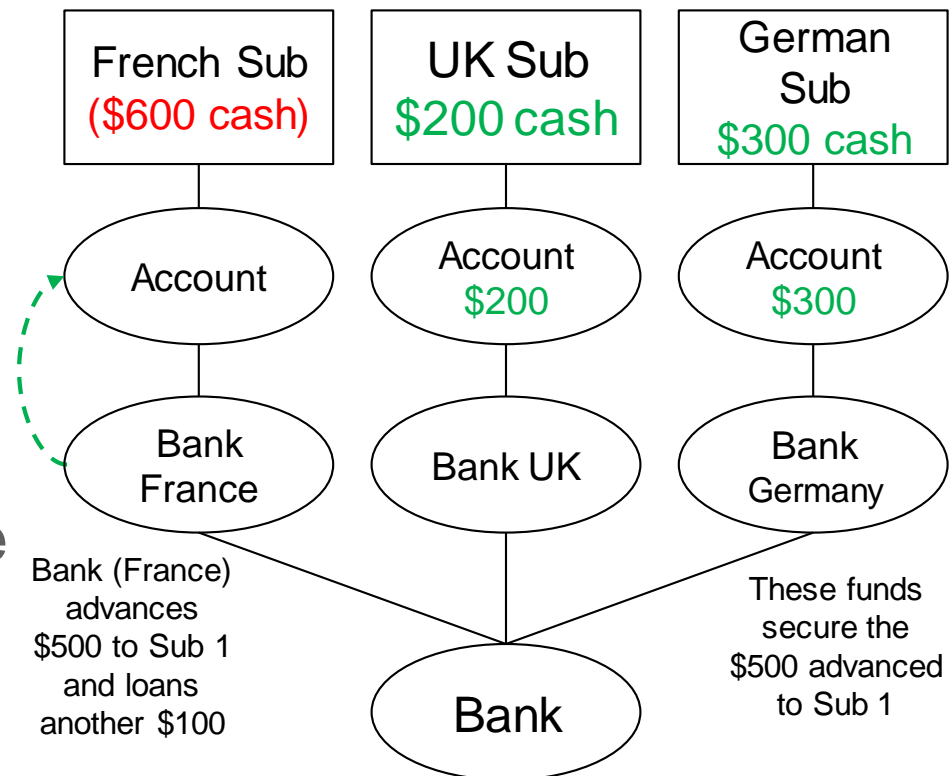 French Sub
($600 cash)
UK Sub
$200 cash
German
Sub
$300 cash
Account
Account
$200
Account
$300
Bank
France
Bank UK
Bank
Germany
e
Bank (France)
advances
$500 to Sub 1
and loans
another $100
These funds
secure the
$500 advanced
to Sub 1
Bank